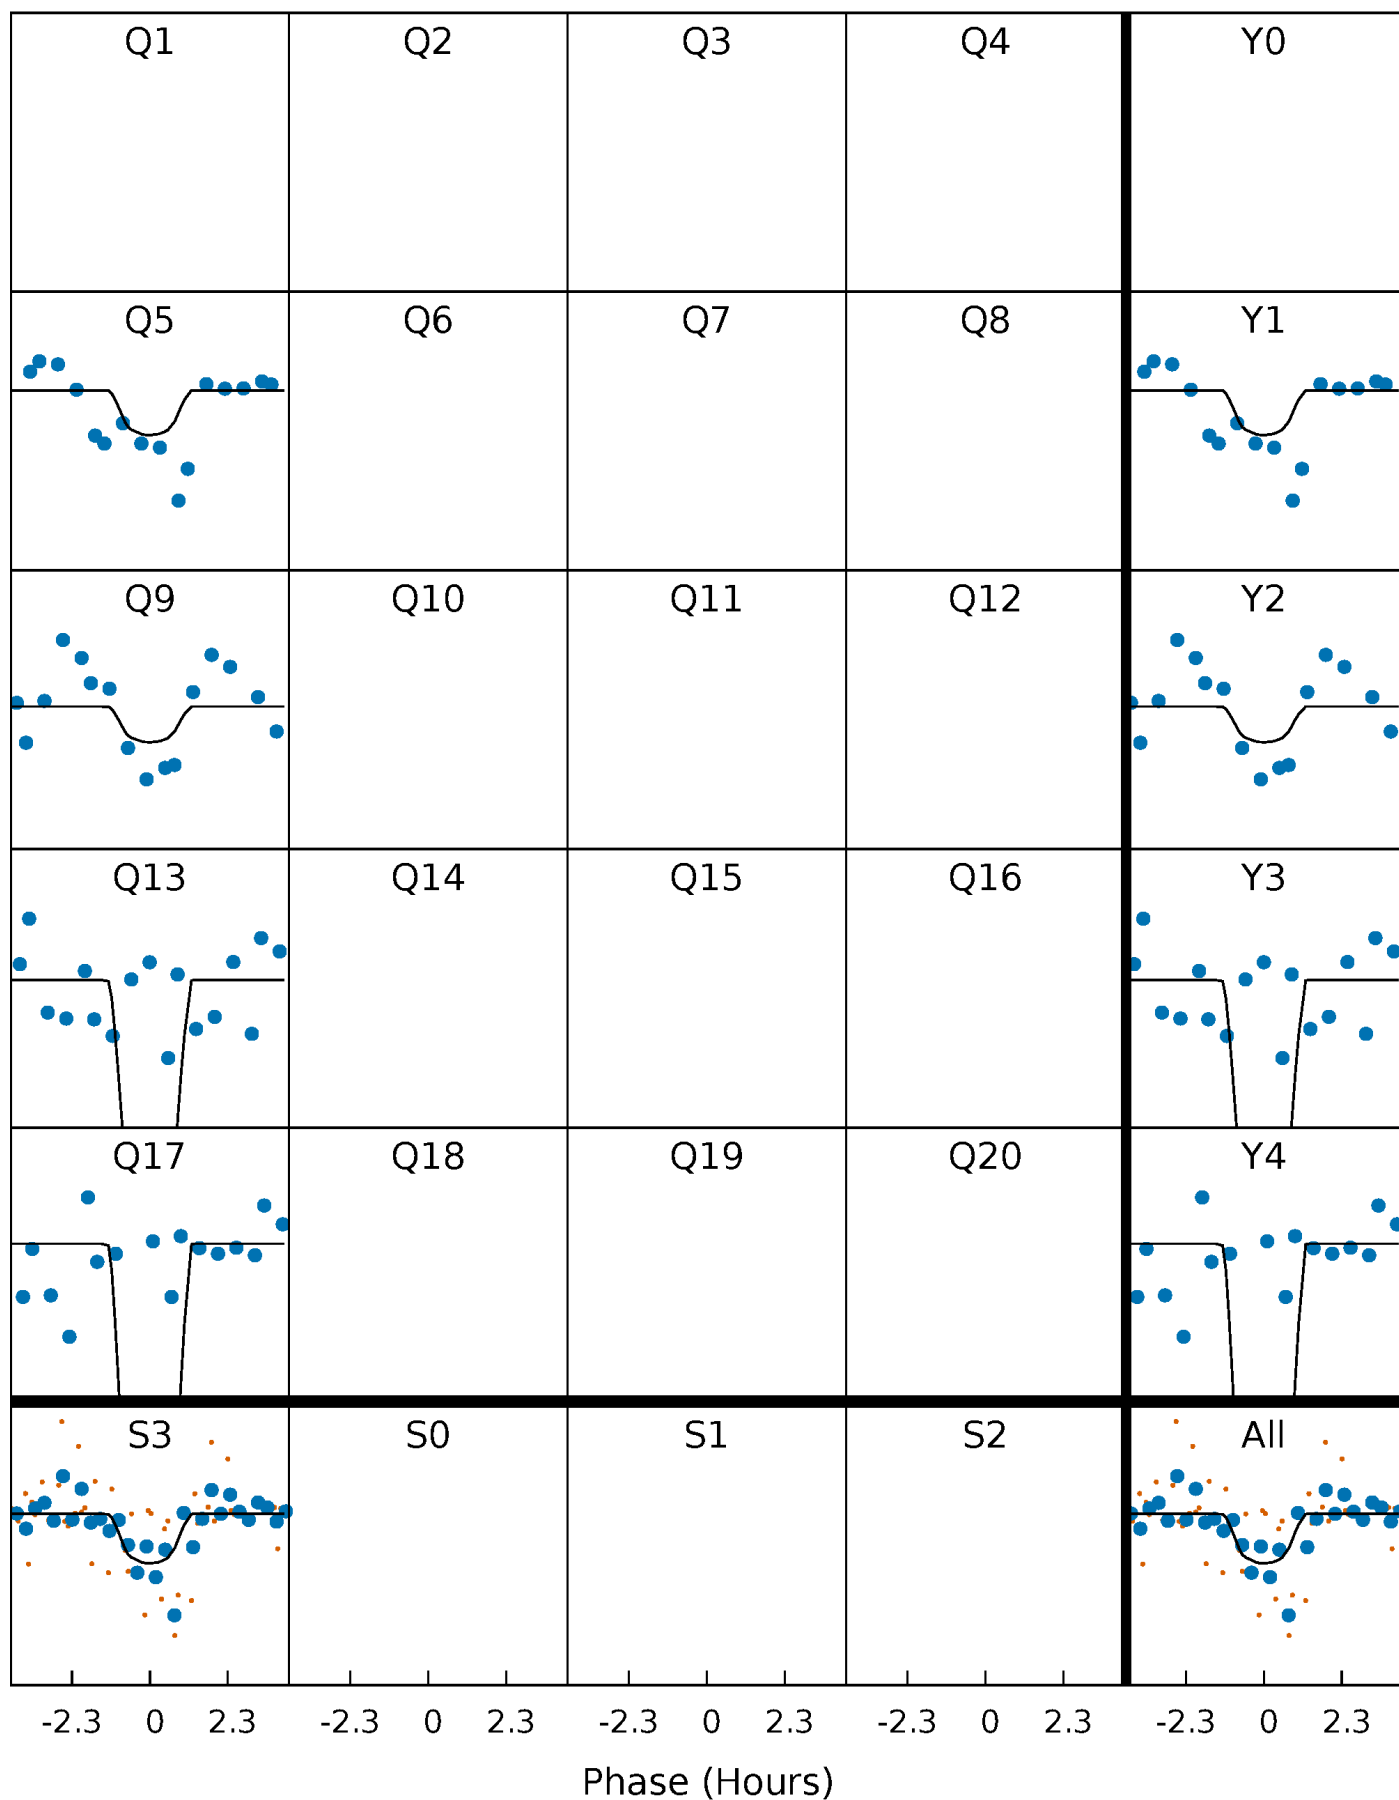 Q1 Q2 Q3 Q4 Y0
Q5 Q6 Q7 Q8 Y1
Q9 Q10 Q11 Q12 Y2
Q13 Q14 Q15 Q16 Y3
Q17 Q18 Q19 Q20 Y4
S3 S0 S1 S2 All
-2.3 0 2.3 -2.3 0 2.3 -2.3 0 2.3 -2.3 0 2.3 -2.3 0 2.3
Phase (Hours)